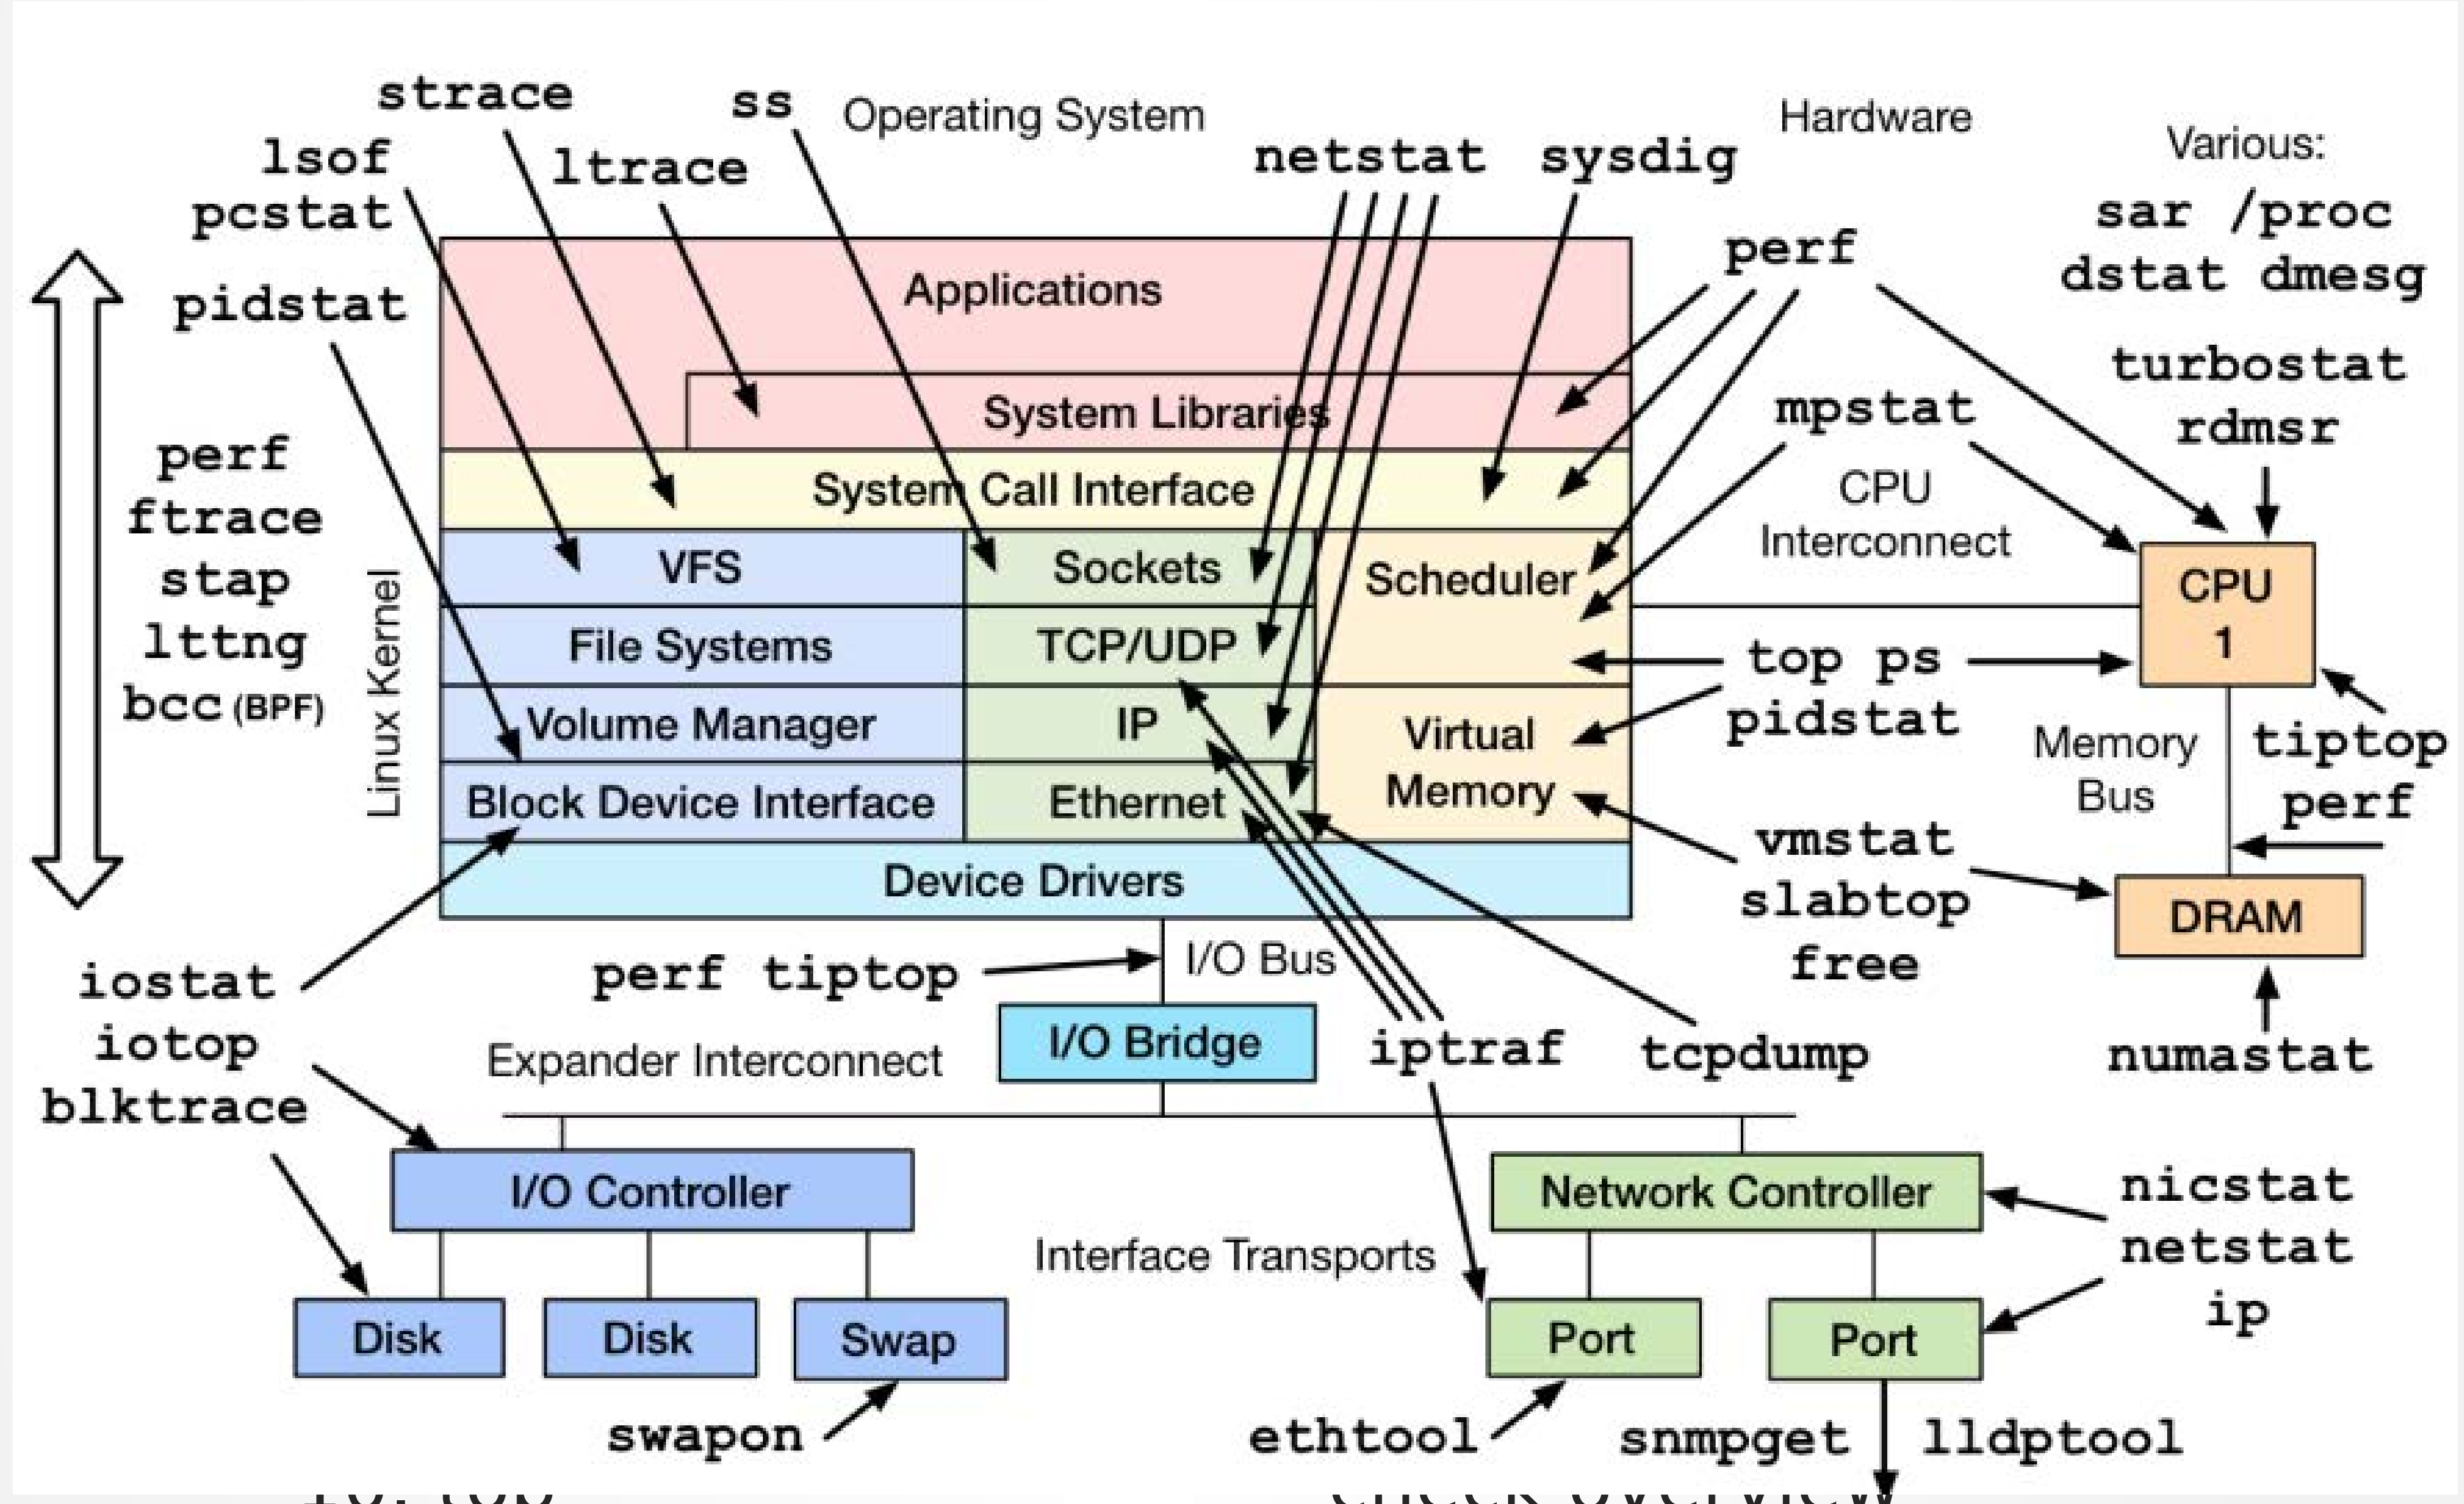 strace
ss
Operating System
Hardware
Various:
lsof
ltrace
netstat
sysdig
pcstat
sar /proc
perf
dstat dmesg
pidstat
Applications
turbostat
rdmsr
mpstat
System Libraries
perf
ftrace
stap
lttng
bcc (BPF)
Linux Kernel
System Call Interface
CPU
Interconnect
VFS
Sockets
Scheduler
CPU
1
File Systems
TCP/UDP
top ps
pidstat
Volume Manager
IP
Virtual
Memory
Memory
Bus
tiptop
perf
Block Device Interface
Ethernet
vmstat
slabtop
free
Device Drivers
DRAM
iostat
iotop
blktrace
perf tiptop
I/O Bus
I/O Bridge
Expander Interconnect
iptraf
tcpdump
numastat
I/O Controller
Network Controller
nicstat
netstat
ip
Interface Transports
Disk
Disk
Swap
Port
Port
swapon
ethtool
snmpget
lldptool